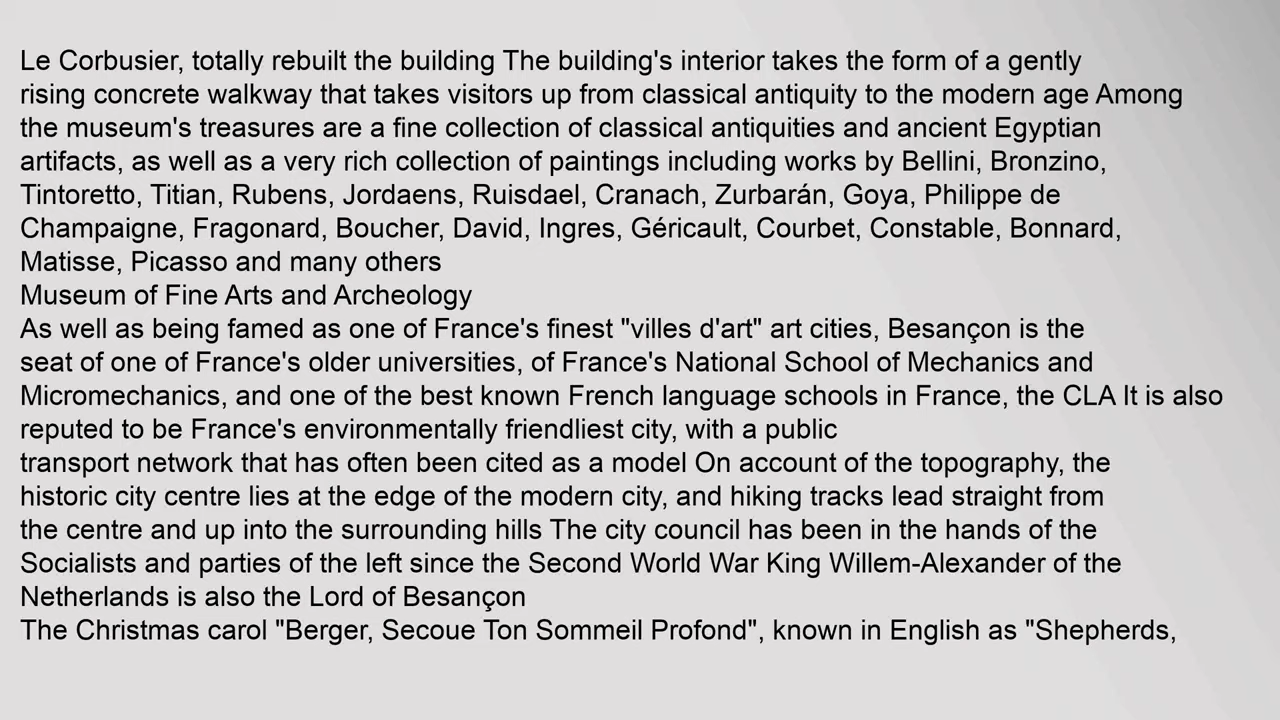 Le Corbusier, totally rebuilt the building The building's interior takes the form of a gently
rising concrete walkway that takes visitors up from classical antiquity to the modern age Among
the museum's treasures are a fine collection of classical antiquities and ancient Egyptian
artifacts, as well as a very rich collection of paintings including works by Bellini, Bronzino,
Tintoretto, Titian, Rubens, Jordaens, Ruisdael, Cranach, Zurbarán, Goya, Philippe de
Champaigne, Fragonard, Boucher, David, Ingres, Géricault, Courbet, Constable, Bonnard,
Matisse, Picasso and many others
Museum of Fine Arts and Archeology
As well as being famed as one of France's finest "villes d'art" art cities, Besançon is the
seat of one of France's older universities, of France's National School of Mechanics and
Micromechanics, and one of the best known French language schools in France, the CLA It is also
reputed to be France's environmentally friendliest city, with a public
transport network that has often been cited as a model On account of the topography, the
historic city centre lies at the edge of the modern city, and hiking tracks lead straight from
the centre and up into the surrounding hills The city council has been in the hands of the
Socialists and parties of the left since the Second World War King Willem-Alexander of the
Netherlands is also the Lord of Besançon
The Christmas carol "Berger, Secoue Ton Sommeil Profond", known in English as "Shepherds,